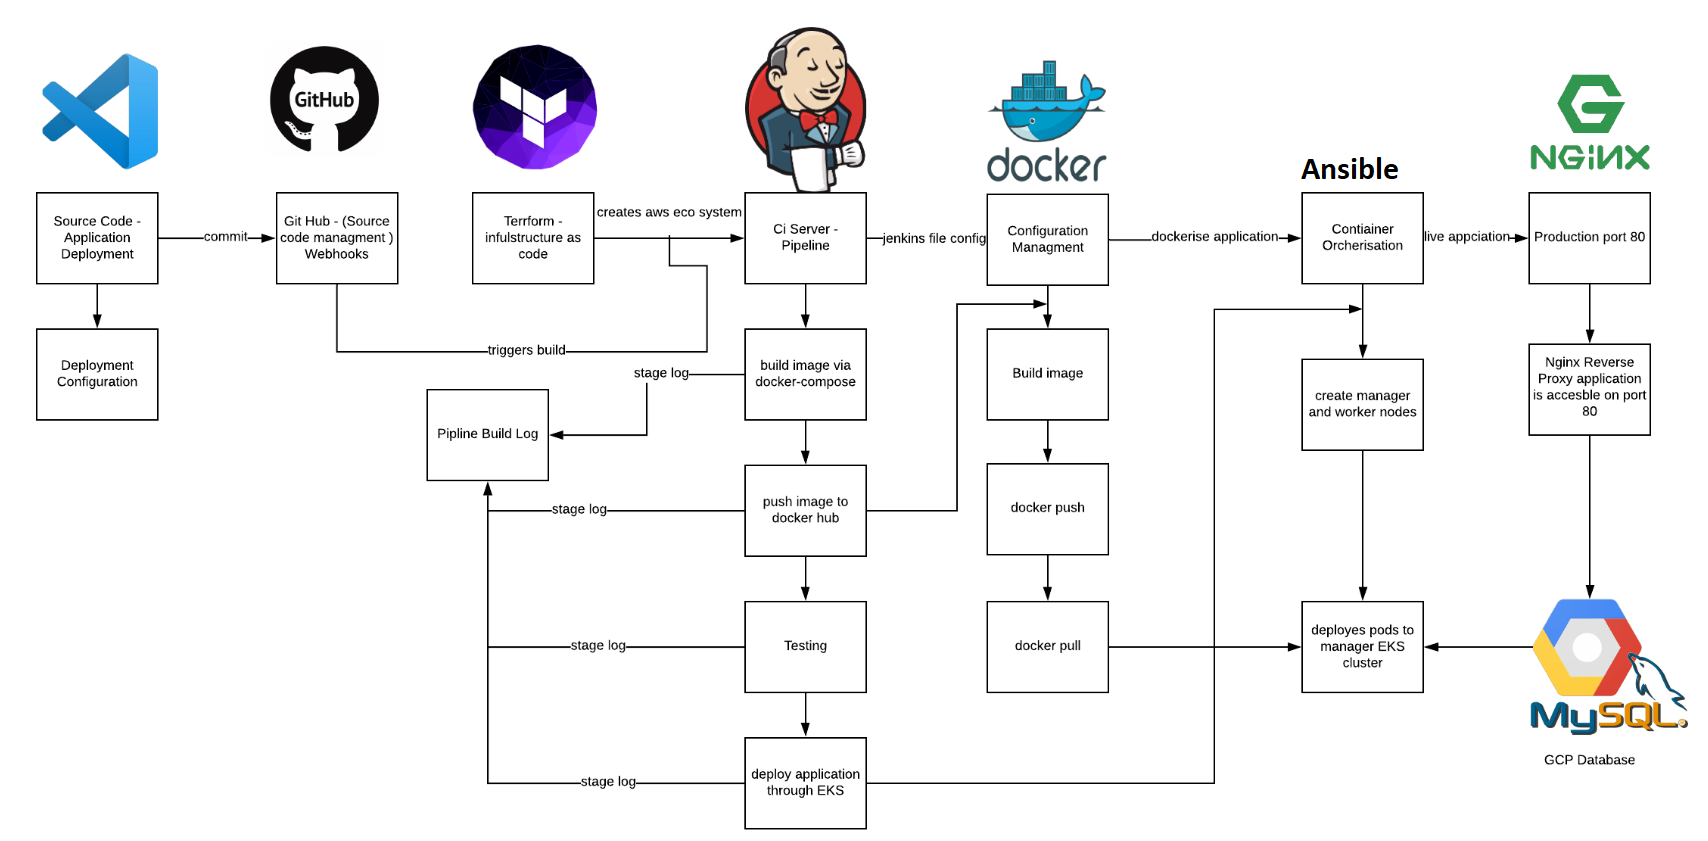 GitHub
docker
Ansible
NGiNX
Source Code -
Application
Deployment
commit
Git Hub - (Source
code managment )
Webhooks
Terrform -
infulstructure as
code
creates aws eco system
Ci Server -
Pipeline
jenkins file config
Configuration
Managment
dockerise application
Contiainer
Orcherisation
live appciation
Production port 80
Deployment
Configuration
triggers build
stage log
build image via
docker-compose
Build image
create manager
and worker nodes
Nginx Reverse
Proxy application
is accesble on port
80
Pipline Build Log
stage log
push image to
docker hub
docker push
stage log
Testing
docker pull
deployes pods to
manager EKS
cluster
MySQL
GCP Database
stage log
deploy application
through EKS